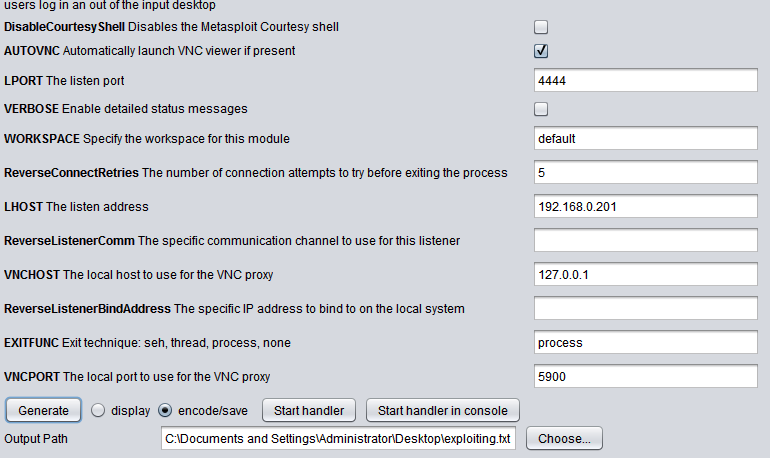 users log in an out of the input desktop
DisableCourtesyShell Disables the Metasploit Courtesy shell
AUTOVNC Automatically launch VNC viewer if present
LPORT The listen port 4444
VERBOSE Enable detailed status messages
WORKSPACE Specify the workspace for this module default
ReverseConnectRetries The number of connection attempts to try before exiting the process 5
LHOST The listen address 192.168.0.201
ReverseListenerComm The specific communication channel to use for this listener
VNCHOST The local host to use for the VNC proxy 127.0.0.1
ReverseListenerBindAddress The specific IP address to bind to on the local system
EXITFUNC Exit technique: seh, thread, process, none process
VNCPORT The local port to use for the VNC proxy 5900
Generate display encode/save Start handler Start handler in console
Output Path C:\Documents and Settings\Administrator\Desktop\exploiting.txt Choose...